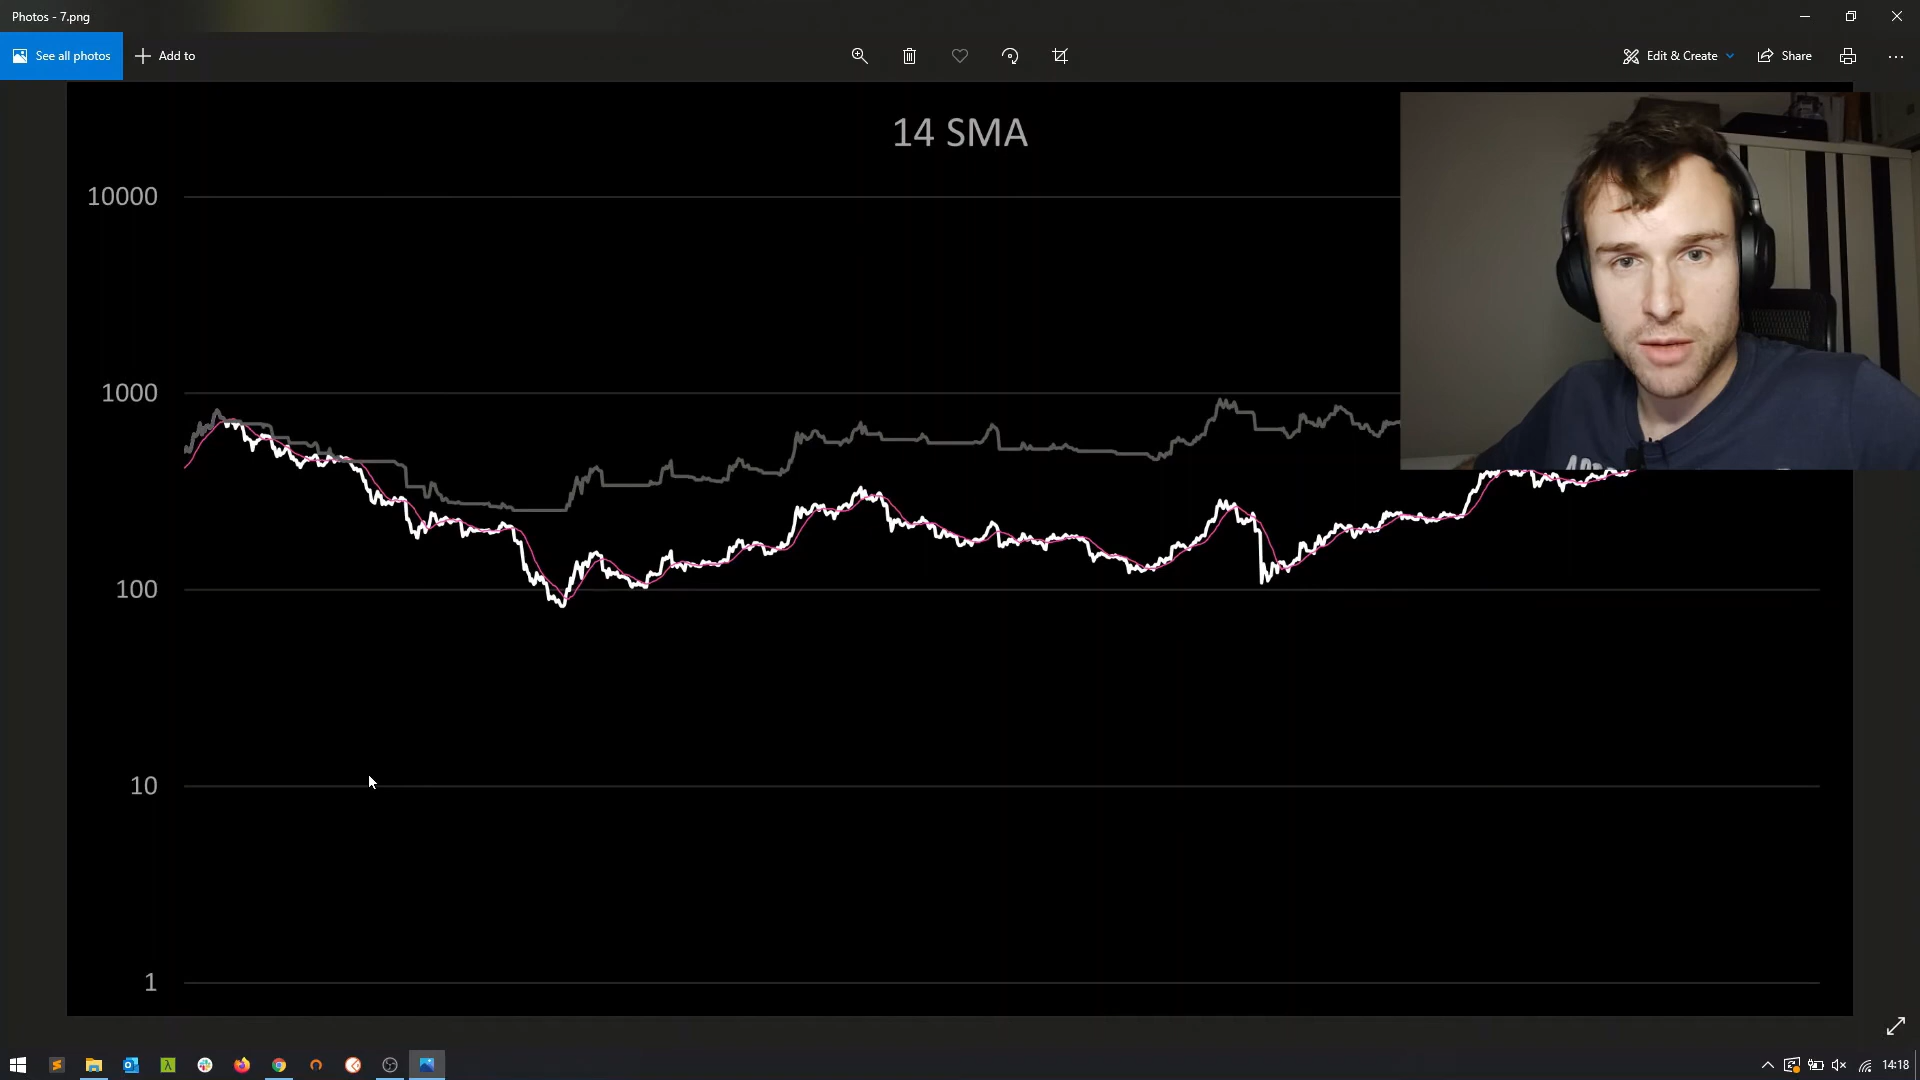 Photos - 7.png
See all photos
Add to
Edit & Create
Share
14 SMA
10000
1000
100
10
1
14:18